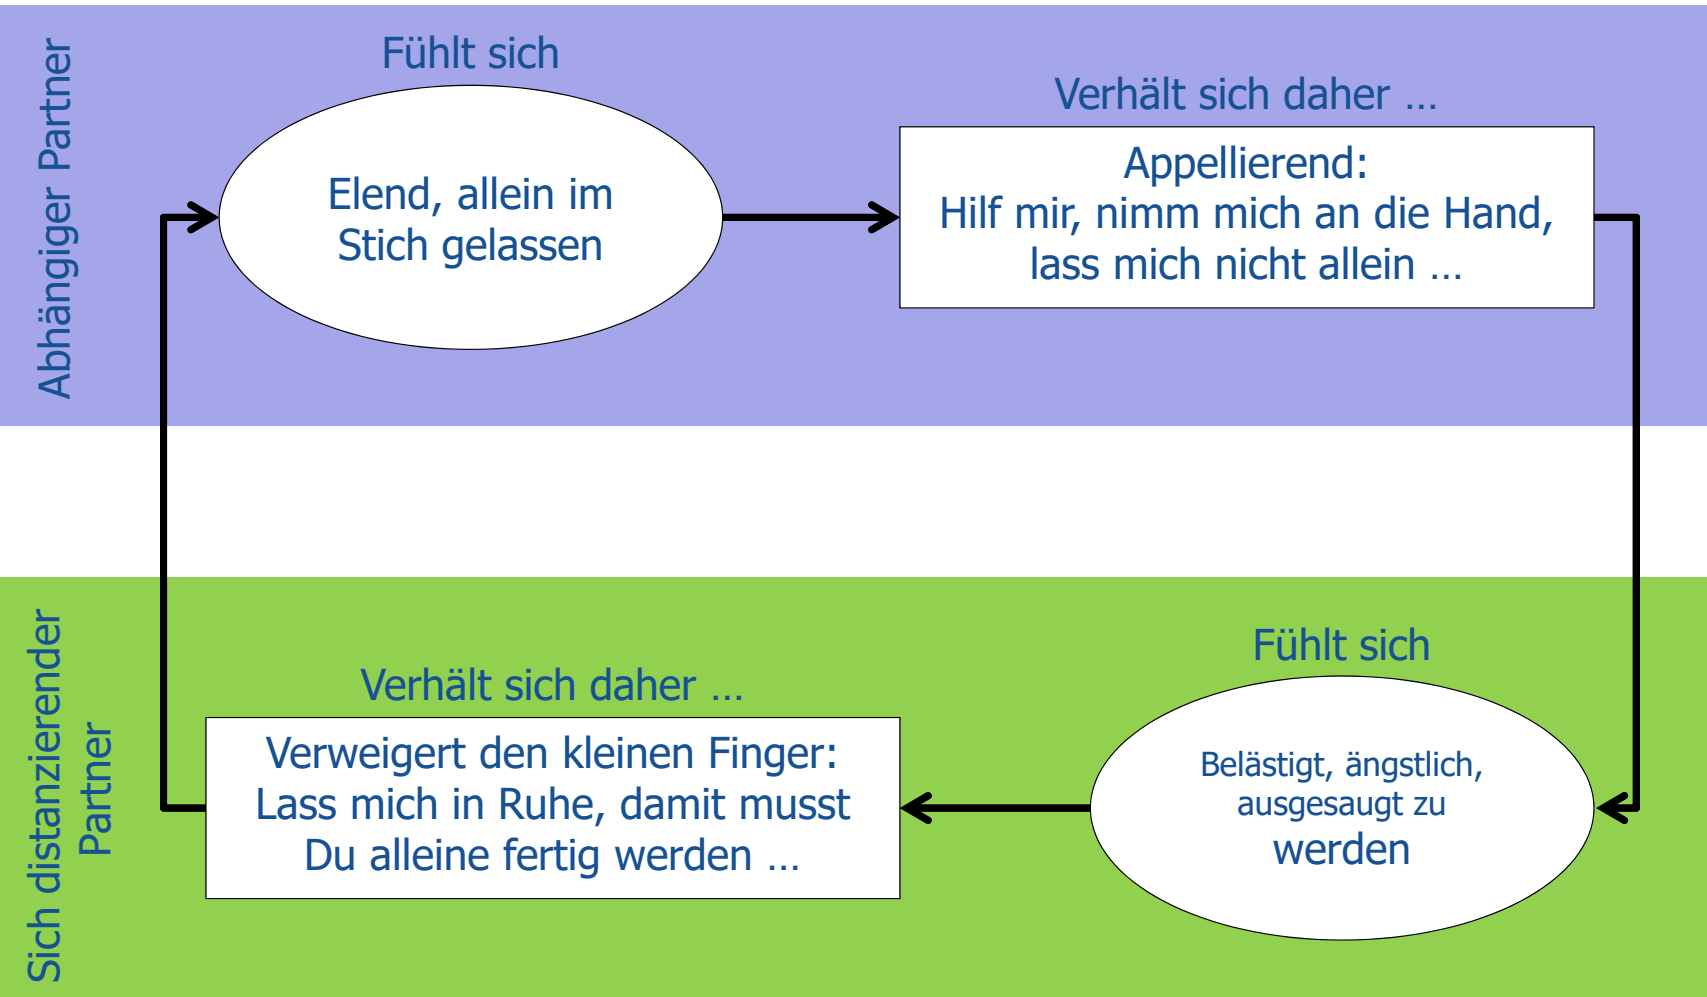 Abhängiger Partner
Fühlt sich
Elend, allein im
Stich gelassen
Verhält sich daher …
Appellierend:
Hilf mir, nimm mich an die Hand,
lass mich nicht allein …
Sich distanzierender
Partner
Verhält sich daher …
Verweigert den kleinen Finger:
Lass mich in Ruhe, damit musst
Du alleine fertig werden …
Fühlt sich
Belästigt, ängstlich,
ausgesaugt zu
werden